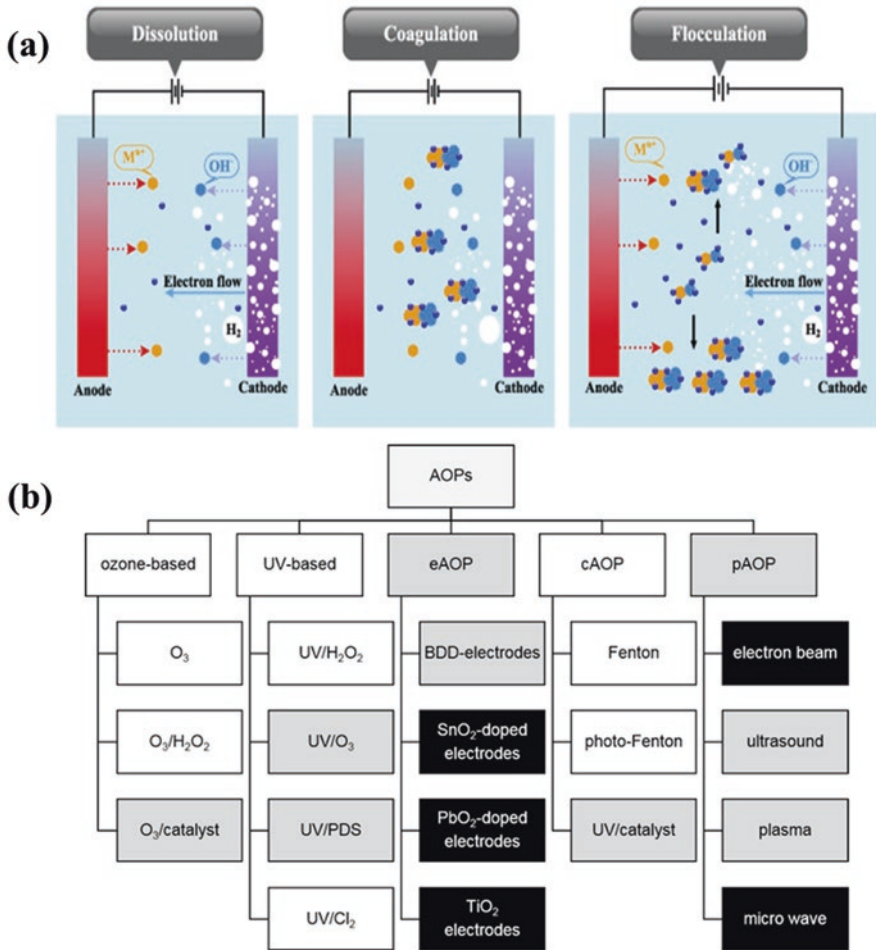 (a)
Dissolution
Coagulation
Flocculation
Mⁿ⁺
OH⁻
Electron flow
H₂
Anode
Cathode
Anode
Cathode
Mⁿ⁺
OH⁻
Electron flow
H₂
Anode
Cathode
(b)
AOPs
ozone-based
UV-based
eAOP
cAOP
pAOP
O₃
UV/H₂O₂
BDD-electrodes
Fenton
electron beam
O₃/H₂O₂
UV/O₃
SnO₂-doped
electrodes
photo-Fenton
ultrasound
O₃/catalyst
UV/PDS
PbO₂-doped
electrodes
UV/catalyst
plasma
UV/Cl₂
TiO₂
electrodes
micro wave